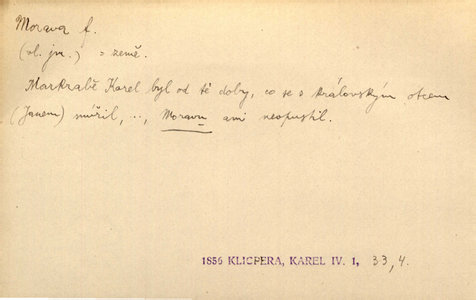 Morava f.
(vl. jm.) = země.
Markrabě Karel byl od té doby, co se s královským otcem
(Janem) smířil, .., Moravu ani neopustil.
1856 KLICPERA, KAREL IV. 1, 33, 4.